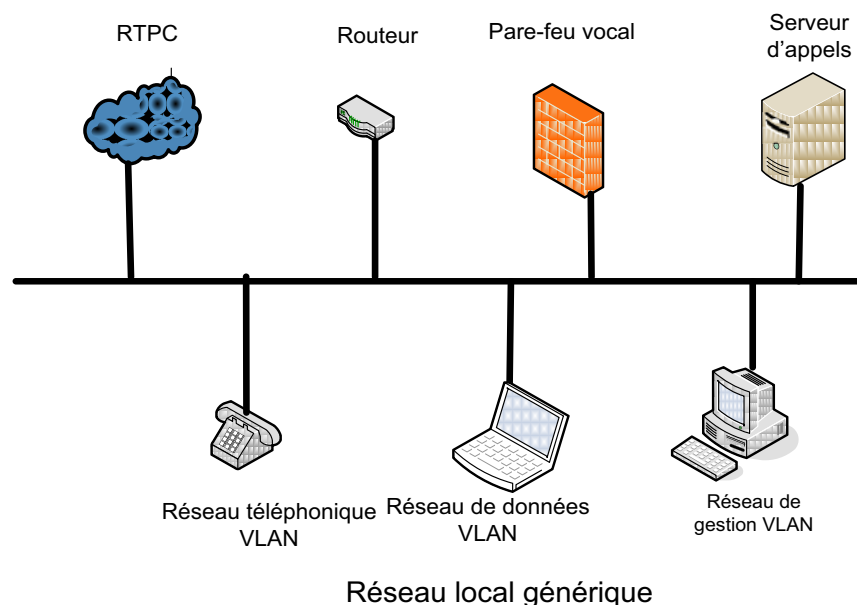 RTPC
Routeur
Pare-feu vocal
Serveur
d'appels
Réseau téléphonique
VLAN
Réseau de données
VLAN
Réseau de
gestion VLAN
Réseau local générique